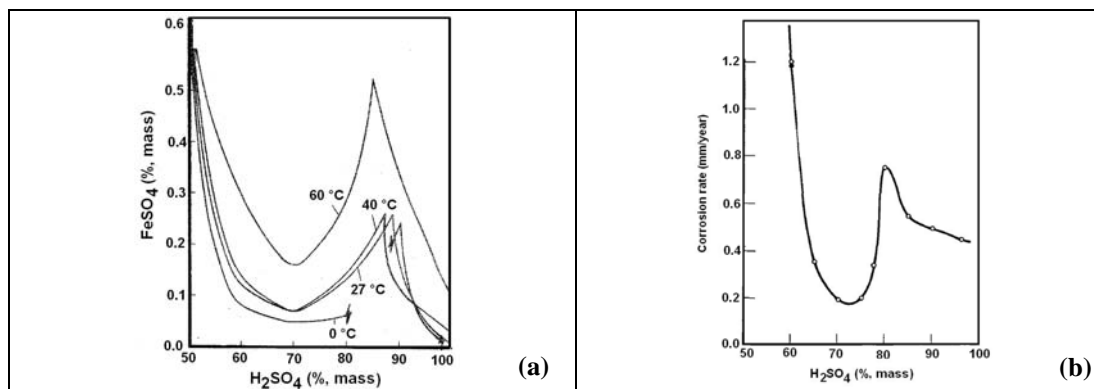 0.6
0.5
0.4
0.3
0.2
0.1
0.0
FeSO4 (%, mass)
60 °C
40 °C
27 °C
0 °C
50 60 70 80 90 100
H2SO4 (%, mass)
(a)
1.2
1.0
0.8
0.6
0.4
0.2
0.0
Corrosion rate (mm/year)
50 60 70 80 90 100
H2SO4 (%, mass)
(b)